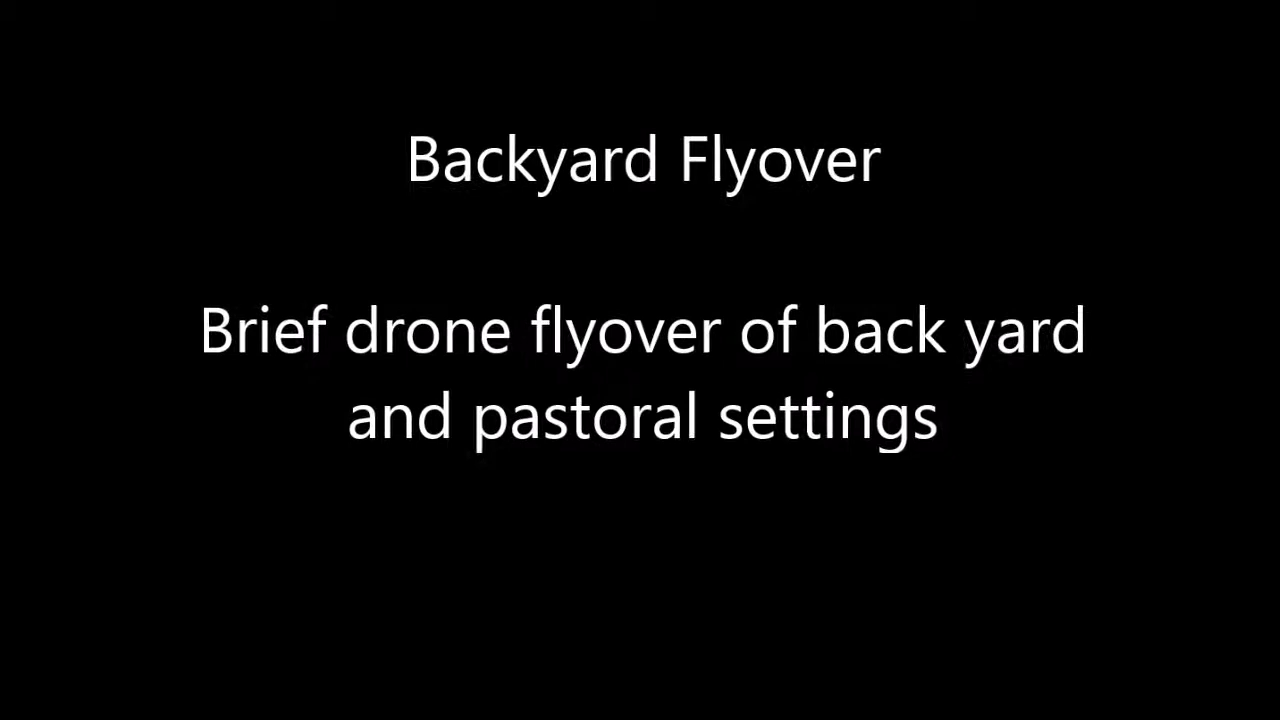 Backyard Flyover
Brief drone flyover of back yard
and pastoral settings